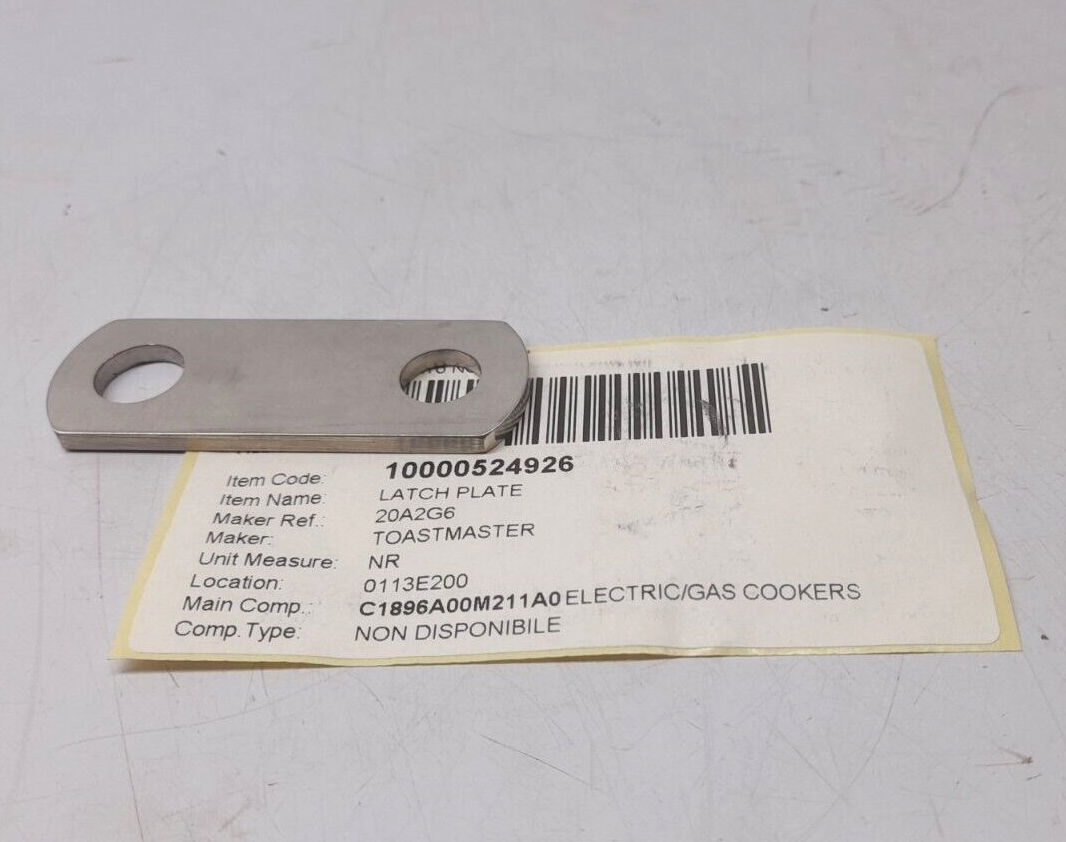 Item Code: 10000524926
Item Name: LATCH PLATE
Maker Ref.: 20A2G6
Maker: TOASTMASTER
Unit Measure: NR
Location: 0113E200
Main Comp.: C1896A00M211A0 ELECTRIC/GAS COOKERS
Comp.Type: NON DISPONIBILE